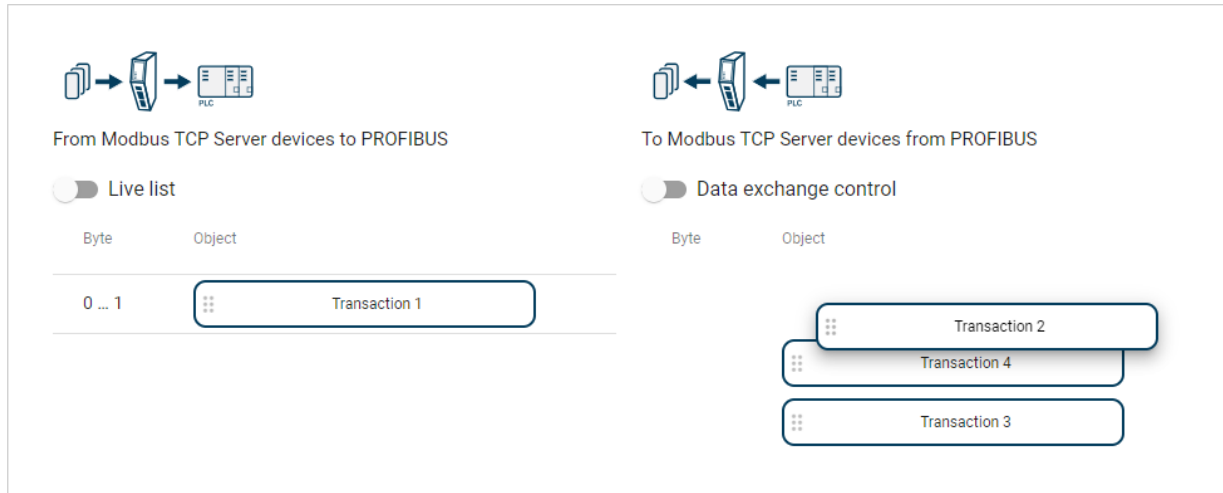 PLC
From Modbus TCP Server devices to PROFIBUS
Live list
Byte Object
0 ... 1 Transaction 1
PLC
To Modbus TCP Server devices from PROFIBUS
Data exchange control
Byte Object
Transaction 2
Transaction 4
Transaction 3